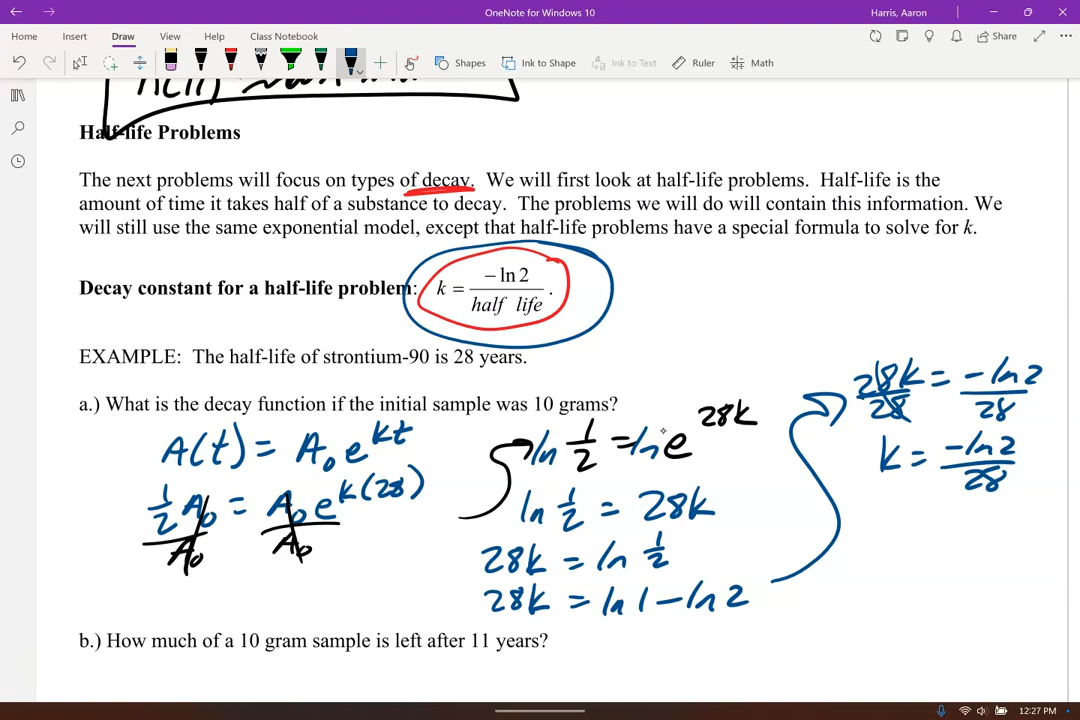 OneNote for Windows 10
Harris, Aaron
Home Insert Draw View Help Class Notebook
Share
Shapes Ink to Shape Ink to Text Ruler Math
Half-life Problems
The next problems will focus on types of decay. We will first look at half-life problems. Half-life is the
amount of time it takes half of a substance to decay. The problems we will do will contain this information. We
will still use the same exponential model, except that half-life problems have a special formula to solve for k.
Decay constant for a half-life problem: k = −ln 2 / half life .
EXAMPLE: The half-life of strontium-90 is 28 years.
a.) What is the decay function if the initial sample was 10 grams?
A(t) = A₀ e^kt
½ A₀ / A₀ = A₀ e^k(28) / A₀
ln ½ = ln e^28k
ln ½ = 28k
28k = ln ½
28k = ln 1 − ln 2
28k / 28 = −ln 2 / 28
k = −ln 2 / 28
b.) How much of a 10 gram sample is left after 11 years?
12:27 PM